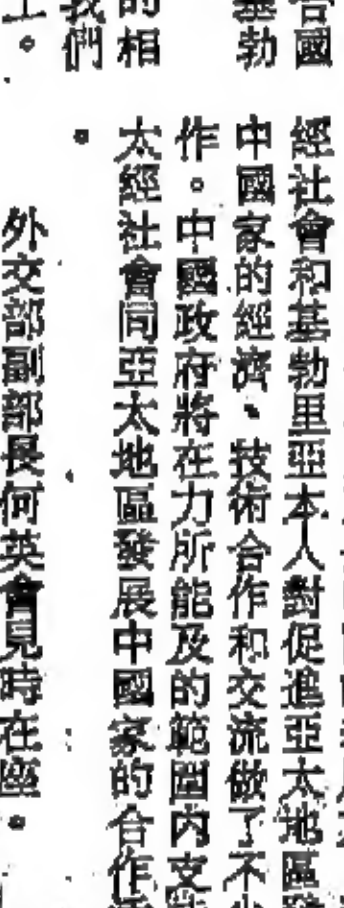 國
基勃
的相
我們
。
經社會和基勃里亞本人對促進亞太地區
中國家的經濟、技術合作和交流做了不
作。中國政府將在力所能及的範圍內支
太經社會同亞太地區發展中國家的合作
。
外交部副部長何英會見時在座。